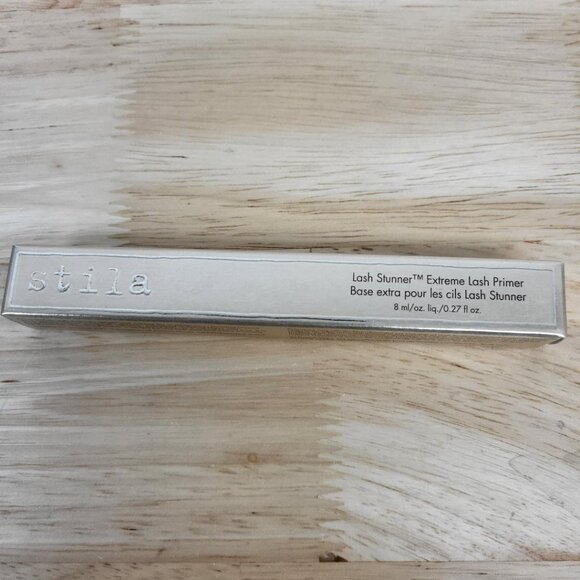 stila
Lash Stunner™ Extreme Lash Primer
Base extra pour les cils Lash Stunner
8 ml/oz. liq./0.27 fl oz.